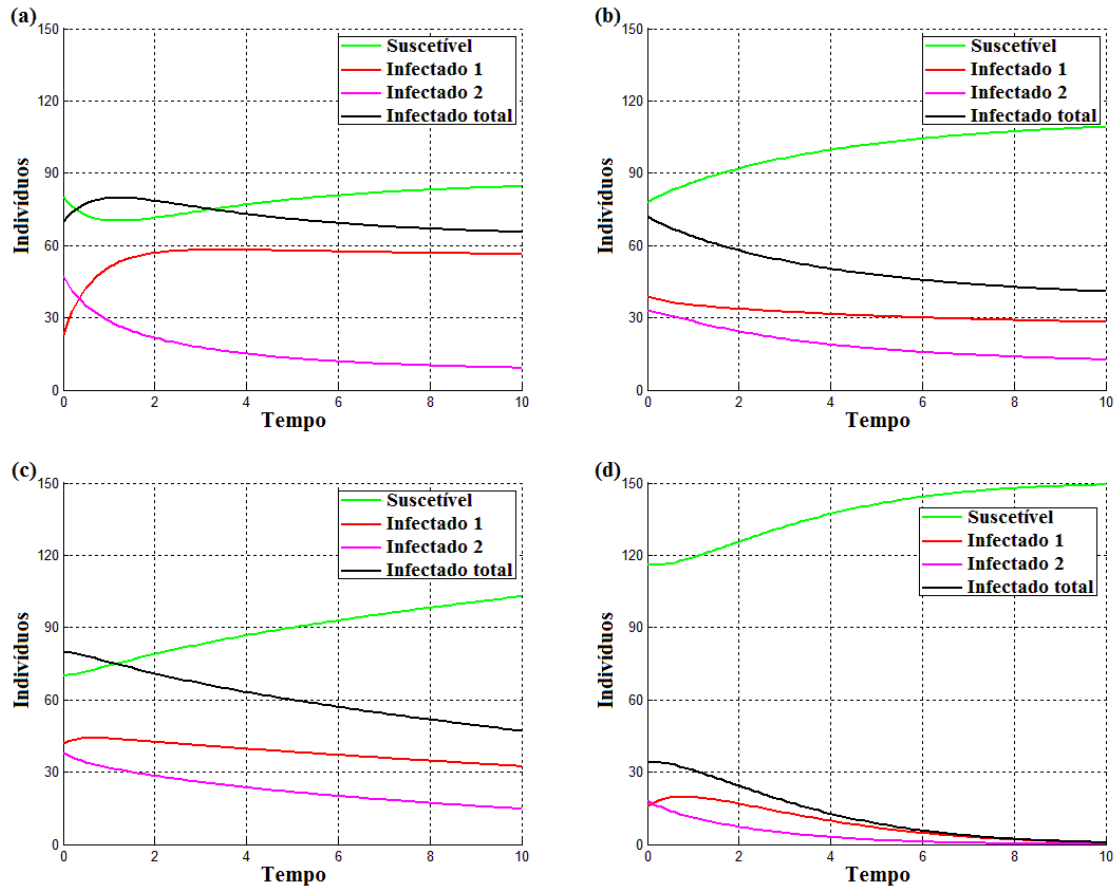 (a)
150
120
90
60
30
0
Indivíduos
Suscetível
Infectado 1
Infectado 2
Infectado total
0 2 4 6 8 10
Tempo
(b)
150
120
90
60
30
0
Indivíduos
Suscetível
Infectado 1
Infectado 2
Infectado total
0 2 4 6 8 10
Tempo
(c)
150
120
90
60
30
0
Indivíduos
Suscetível
Infectado 1
Infectado 2
Infectado total
0 2 4 6 8 10
Tempo
(d)
150
120
90
60
30
0
Indivíduos
Suscetível
Infectado 1
Infectado 2
Infectado total
0 2 4 6 8 10
Tempo